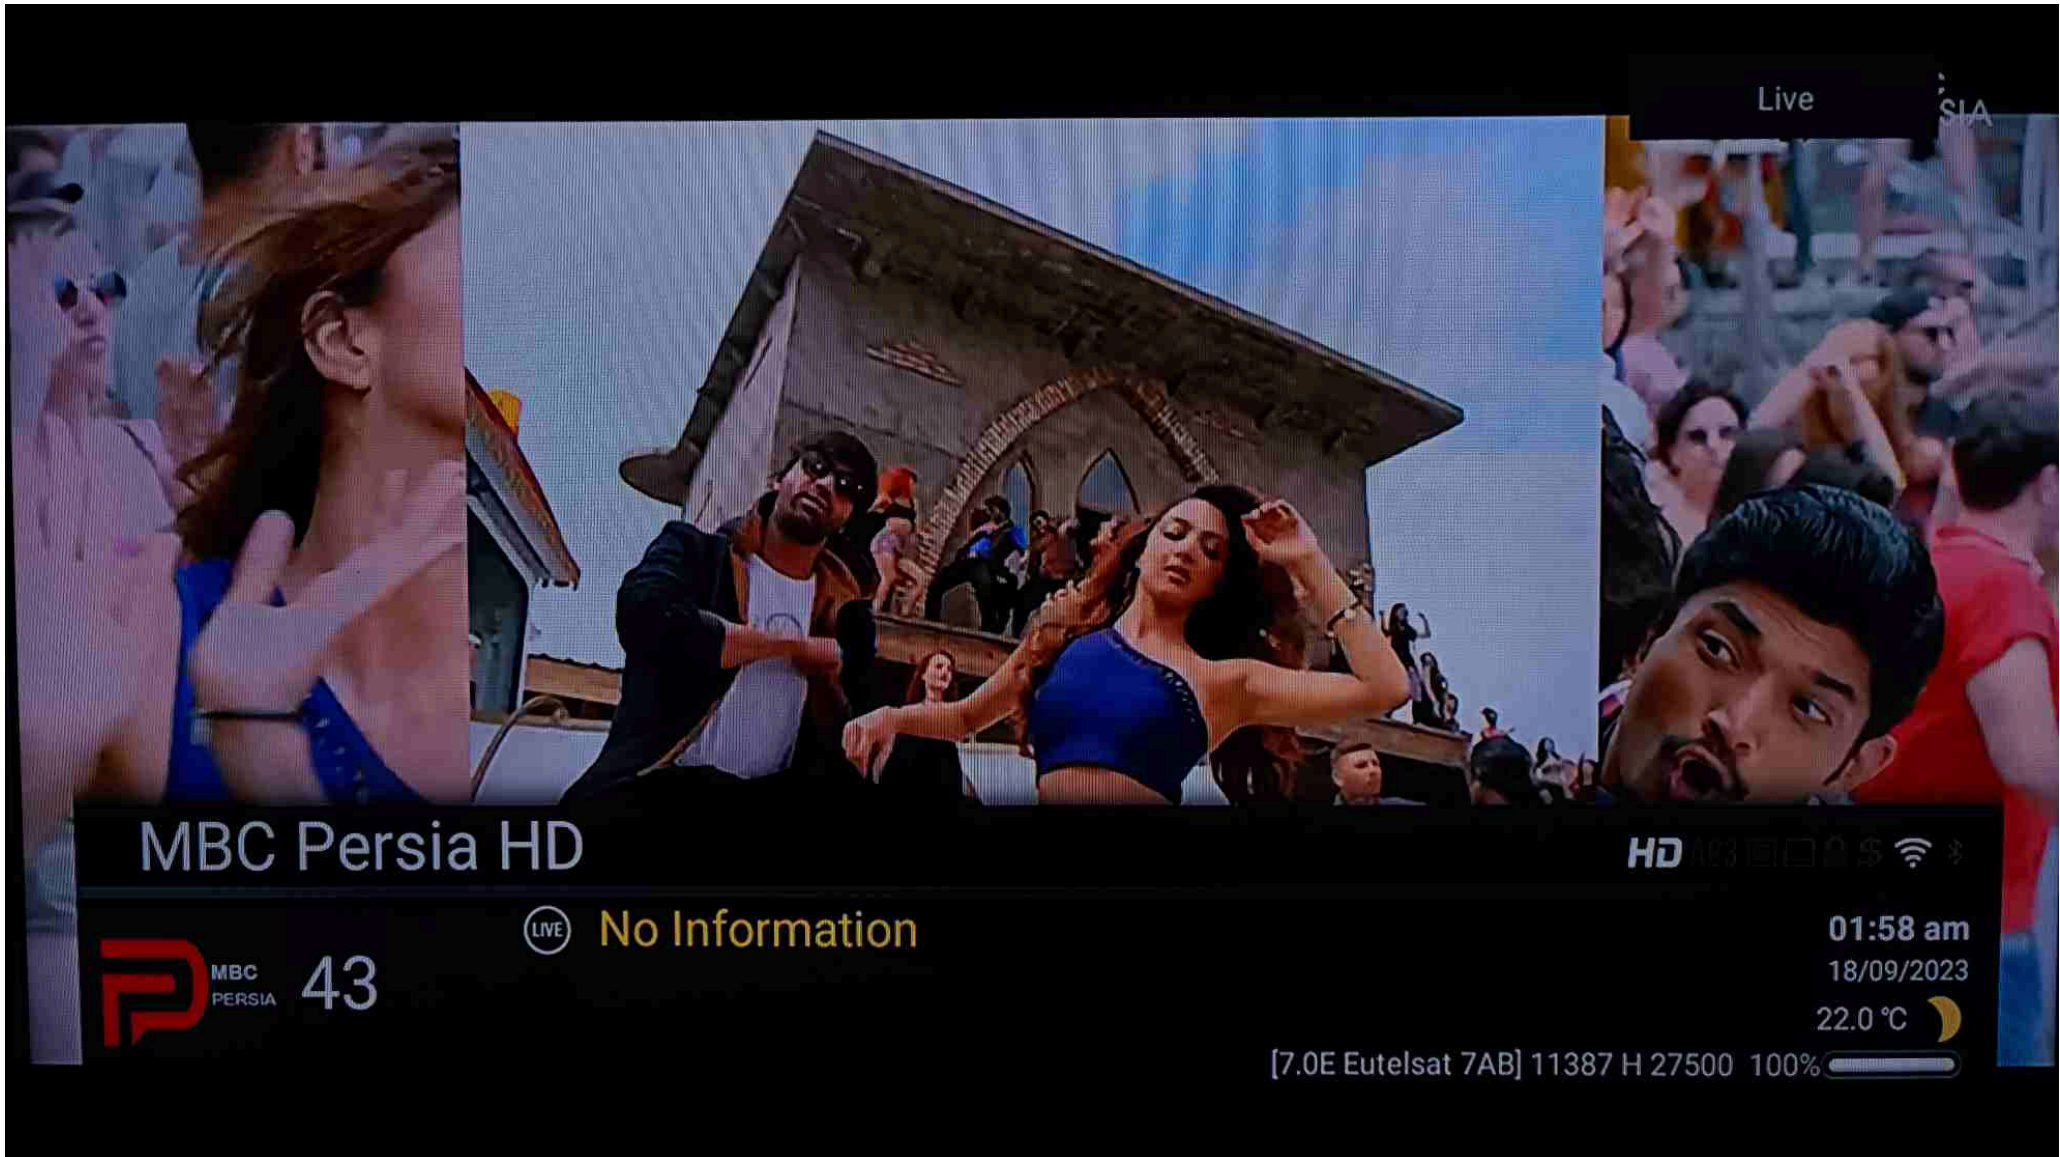 Live
SIA
MBC Persia HD
HD
LIVE No Information
01:58 am
MBC
PERSIA
43
18/09/2023
22.0 °C
[7.0E Eutelsat 7AB] 11387 H 27500 100%